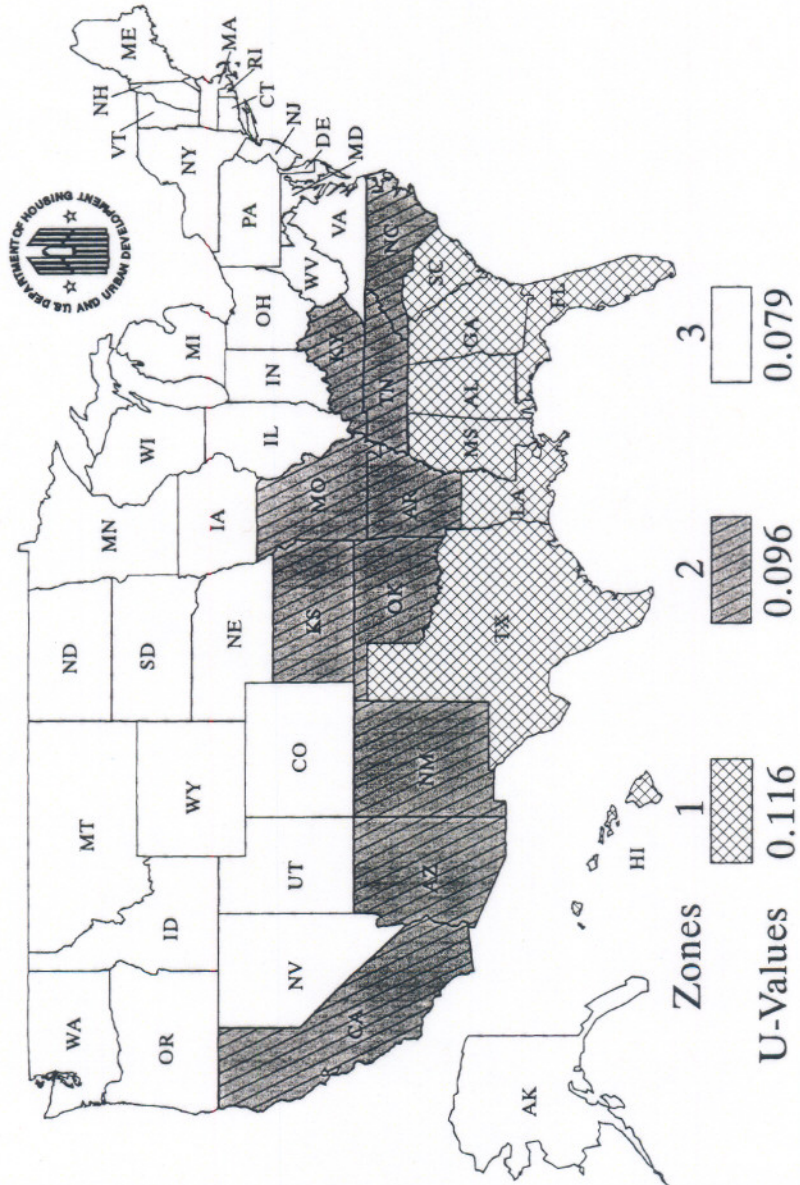 U.S. DEPARTMENT OF HOUSING
AND URBAN DEVELOPMENT
WA
MT
ND
MN
WI
MI
VT
NH
ME
OR
ID
WY
SD
IA
NY
MA
RI
CT
NV
UT
CO
NE
IL
IN
OH
PA
NJ
DE
MD
WV
VA
CA
AZ
NM
KS
OK
MO
AR
KY
TN
NC
TX
LA
MS
AL
GA
SC
FL
AK
HI
Zones 1 2 3
U-Values 0.116 0.096 0.079